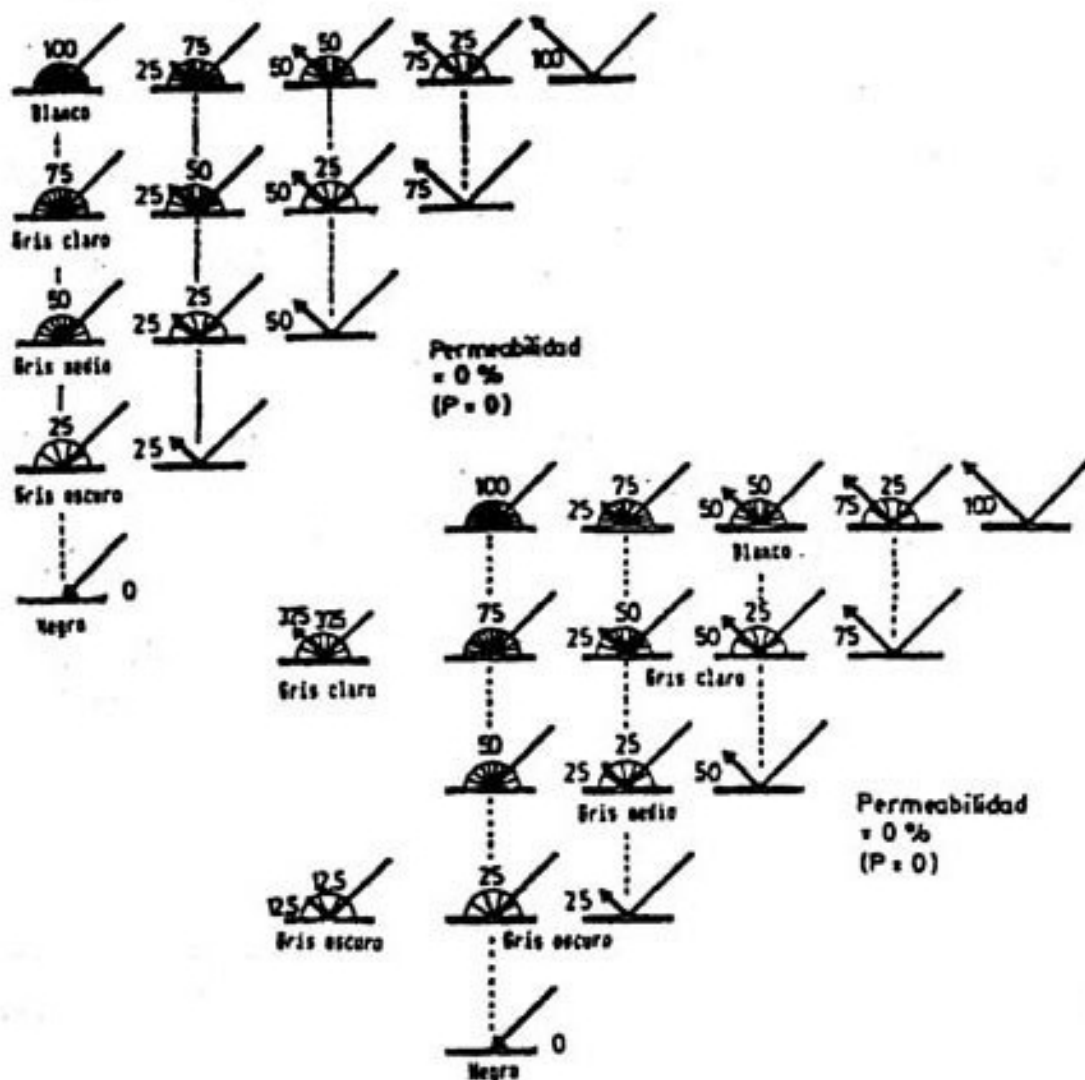 100 75 50 25
25 50 75 100
Blanco
75 50 25
25 50 75
Gris claro
50 25
25 50
Gris medio
Permeabilidad
= 0 %
(P = 0)
25
25
Gris oscuro
0
Negro
100 75 50 25
25 50 75 100
Blanco
37.5 37.5 75 50 25
25 50 75
Gris claro Gris claro
50 25
25 50
Gris medio
Permeabilidad
= 0 %
(P = 0)
12.5 25
12.5 25
Gris oscuro Gris oscuro
0
Negro